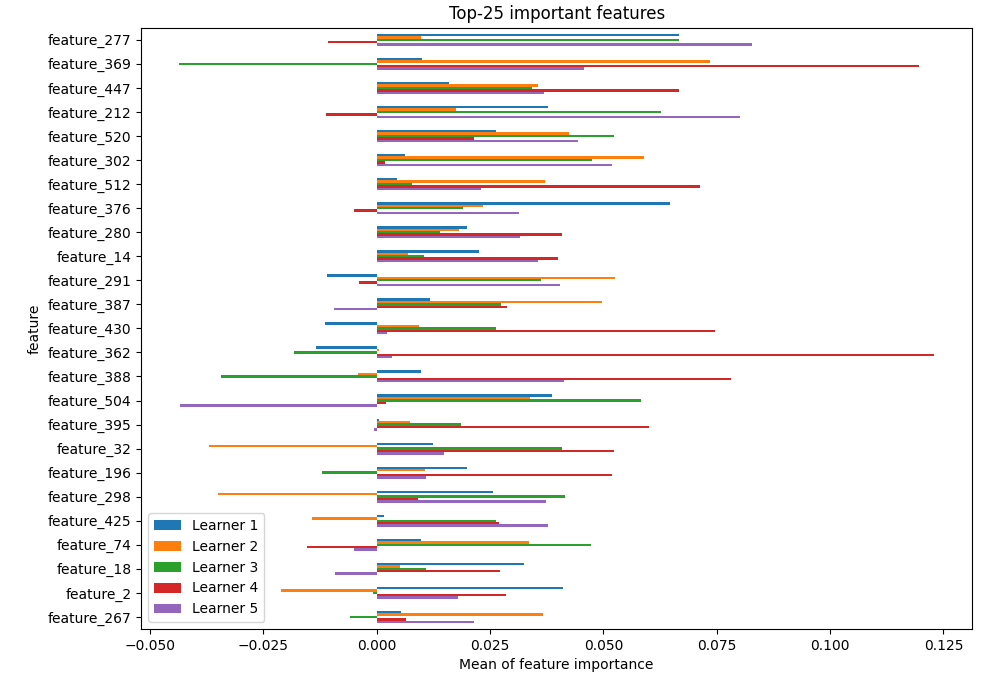 Top-25 important features
feature_277
feature_369
feature_447
feature_212
feature_520
feature_302
feature_512
feature_376
feature_280
feature_14
feature_291
feature_387
feature_430
feature_362
feature_388
feature_504
feature_395
feature_32
feature_196
feature_298
feature_425
feature_74
feature_18
feature_2
feature_267
feature
Learner 1
Learner 2
Learner 3
Learner 4
Learner 5
−0.050 −0.025 0.000 0.025 0.050 0.075 0.100 0.125
Mean of feature importance